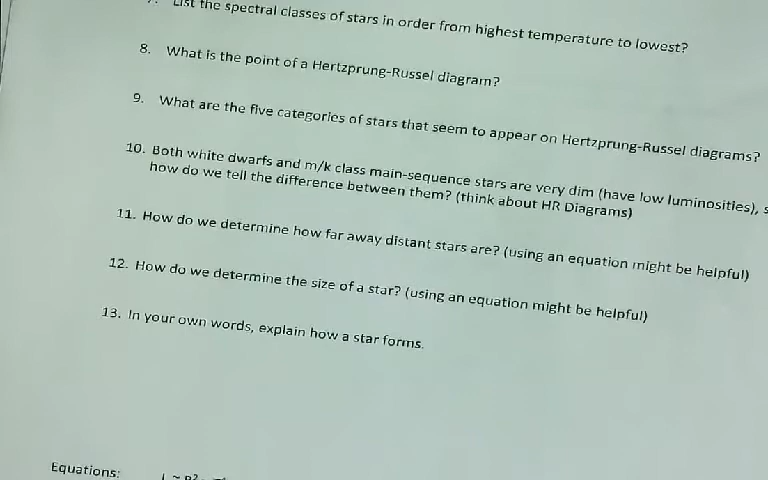 List the spectral classes of stars in order from highest temperature to lowest?
8. What is the point of a Hertzprung-Russel diagram?
9. What are the five categories of stars that seem to appear on Hertzprung-Russel diagrams?
10. Both white dwarfs and m/k class main-sequence stars are very dim (have low luminosities), s
how do we tell the difference between them? (think about HR Diagrams)
11. How do we determine how far away distant stars are? (using an equation might be helpful)
12. How do we determine the size of a star? (using an equation might be helpful)
13. In your own words, explain how a star forms.
Equations: